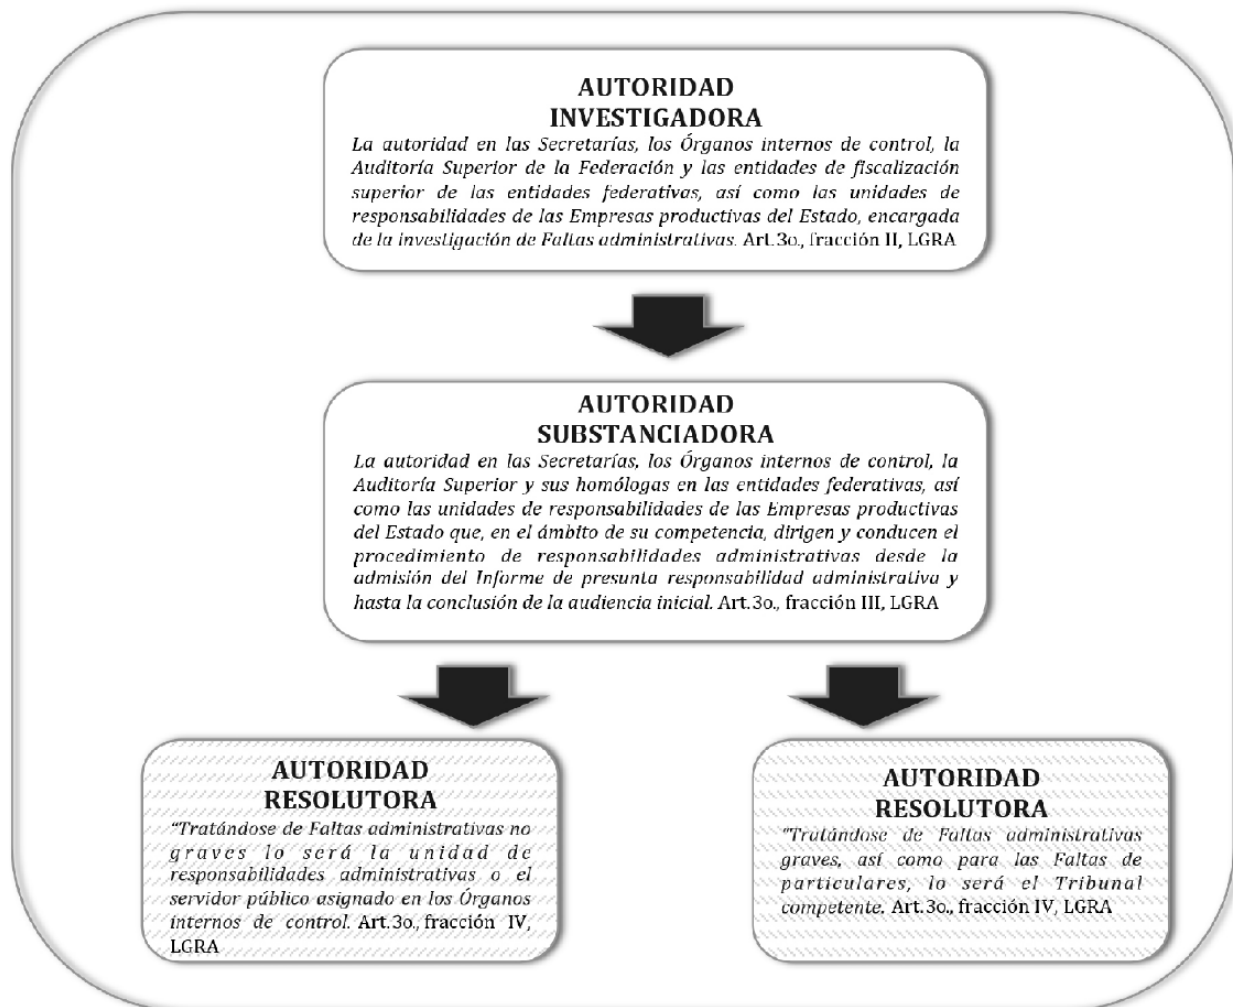 AUTORIDAD
INVESTIGADORA
La autoridad en las Secretarías, los Órganos internos de control, la
Auditoría Superior de la Federación y las entidades de fiscalización
superior de las entidades federativas, así como las unidades de
responsabilidades de las Empresas productivas del Estado, encargada
de la investigación de Faltas administrativas. Art.3o., fracción II, LGRA
AUTORIDAD
SUBSTANCIADORA
La autoridad en las Secretarías, los Órganos internos de control, la
Auditoría Superior y sus homólogas en las entidades federativas, así
como las unidades de responsabilidades de las Empresas productivas
del Estado que, en el ámbito de su competencia, dirigen y conducen el
procedimiento de responsabilidades administrativas desde la
admisión del Informe de presunta responsabilidad administrativa y
hasta la conclusión de la audiencia inicial. Art.3o., fracción III, LGRA
AUTORIDAD
RESOLUTORA
“Tratándose de Faltas administrativas no
graves lo será la unidad de
responsabilidades administrativas o el
servidor público asignado en los Órganos
internos de control. Art.3o., fracción IV,
LGRA
AUTORIDAD
RESOLUTORA
“Tratándose de Faltas administrativas
graves, así como para las Faltas de
particulares, lo será el Tribunal
competente. Art.3o., fracción IV, LGRA